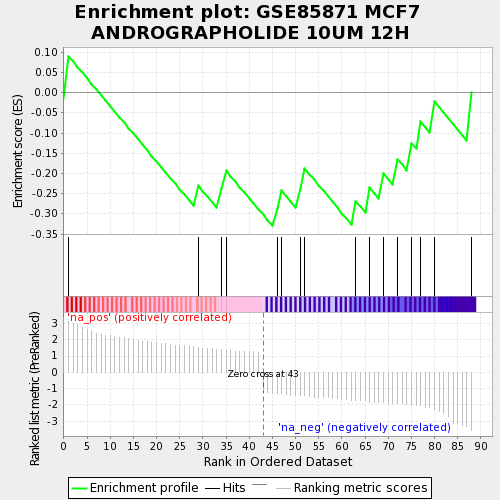 Enrichment plot: GSE85871 MCF7
ANDROGRAPHOLIDE 10UM 12H
Enrichment score (ES)
0.10
0.05
0.00
-0.05
-0.10
-0.15
-0.20
-0.25
-0.30
-0.35
'na_pos' (positively correlated)
Ranked list metric (PreRanked)
3
2
1
0
-1
-2
-3
Zero cross at 43
'na_neg' (negatively correlated)
0 5 10 15 20 25 30 35 40 45 50 55 60 65 70 75 80 85 90
Rank in Ordered Dataset
Enrichment profile Hits Ranking metric scores